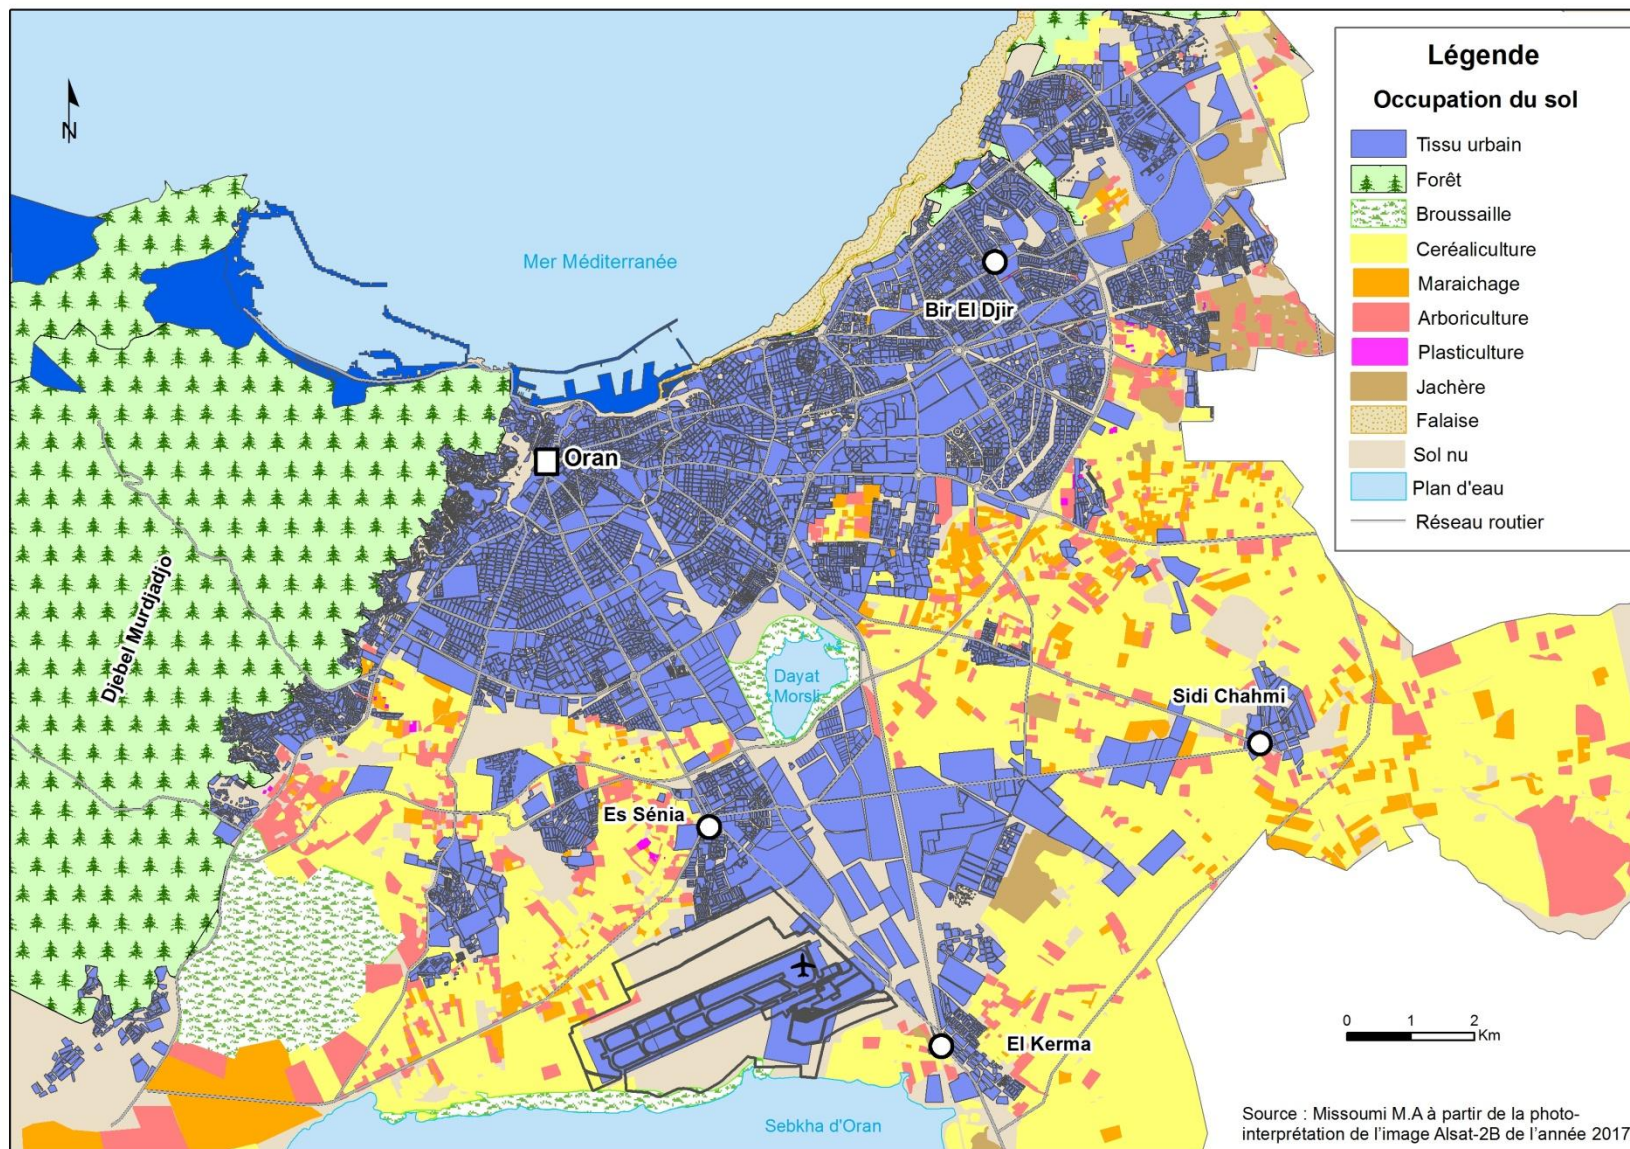 Légende
Occupation du sol
Tissu urbain
Forêt
Broussaille
Ceréaliculture
Maraichage
Arboriculture
Plasticulture
Jachère
Falaise
Sol nu
Plan d'eau
Réseau routier
N
Mer Méditerranée
Bir El Djir
Oran
Djebel Murdjadjo
Dayat
Morsli
Sidi Chahmi
Es Sénia
El Kerma
Sebkha d'Oran
0 1 2
Km
Source : Missoumi M.A à partir de la photo-
interprétation de l'image Alsat-2B de l'année 2017